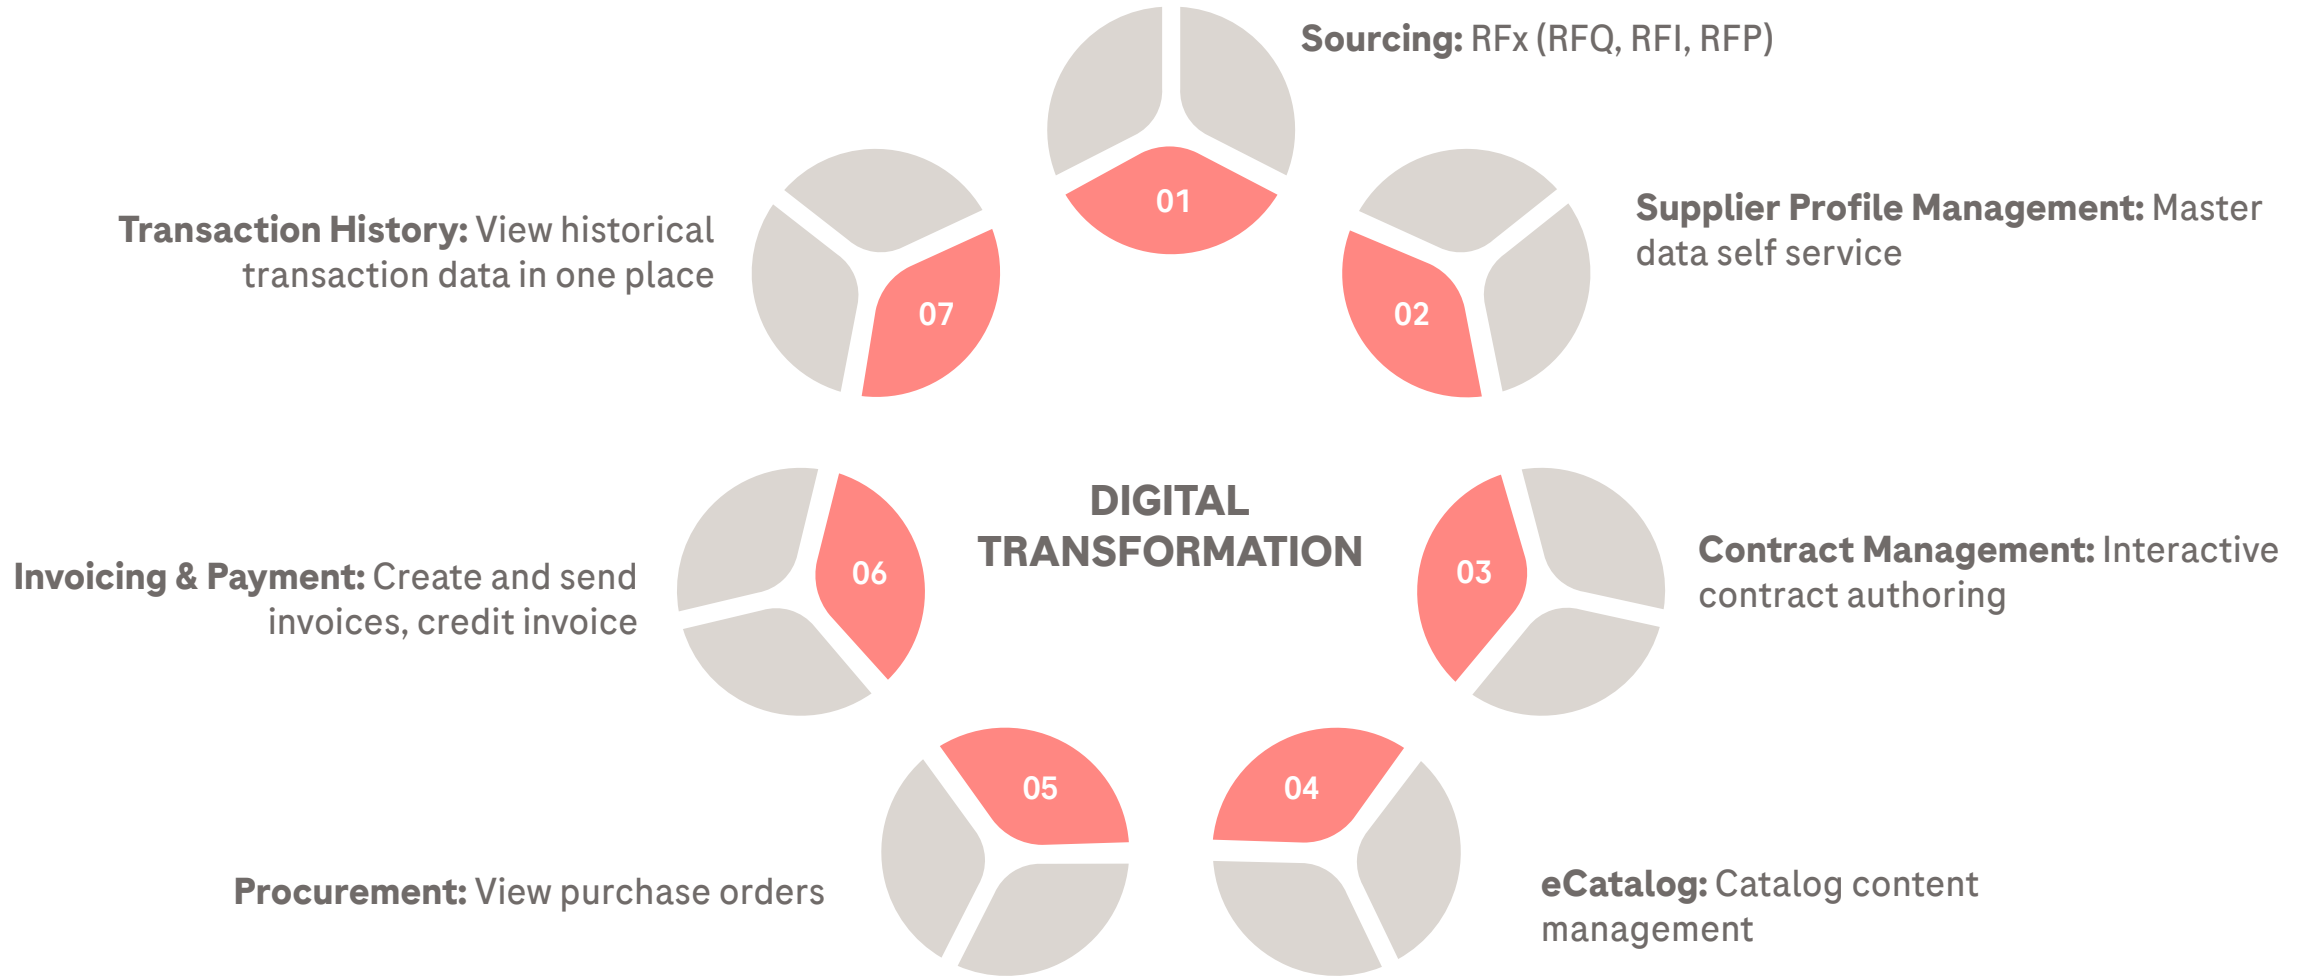 Sourcing: RFx (RFQ, RFI, RFP)
01
Supplier Profile Management: Master
data self service
02
DIGITAL
TRANSFORMATION
Contract Management: Interactive
contract authoring
03
eCatalog: Catalog content
management
04
Procurement: View purchase orders
05
Invoicing & Payment: Create and send
invoices, credit invoice
06
Transaction History: View historical
transaction data in one place
07